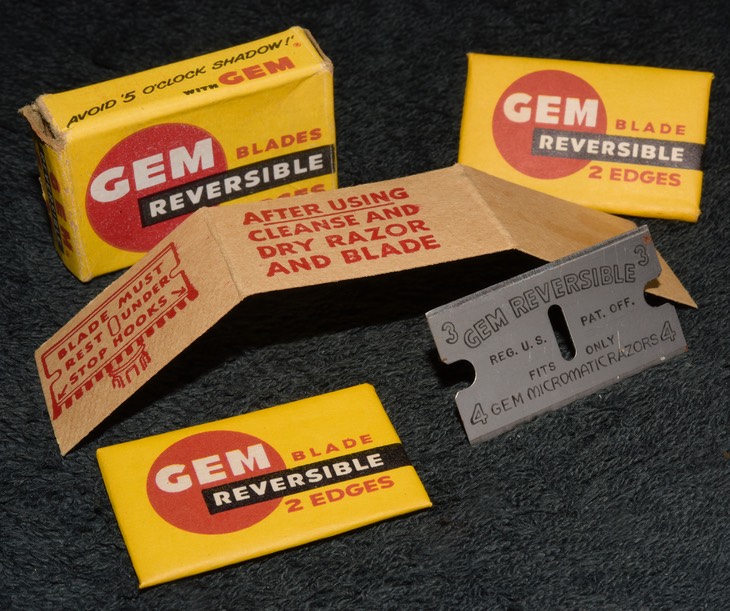 AVOID '5 O'CLOCK SHADOW!'
WITH GEM
GEM
BLADES
REVERSIBLE
GEM
GEM
BLADE
REVERSIBLE
2 EDGES
AFTER USING
CLEANSE AND
DRY RAZOR
AND BLADE
BLADE MUST
REST UNDER
STOP HOOKS
3 GEM REVERSIBLE 3
REG. U.S. PAT. OFF.
FITS ONLY
4 GEM MICROMATIC RAZORS 4
GEM
BLADE
REVERSIBLE
2 EDGES